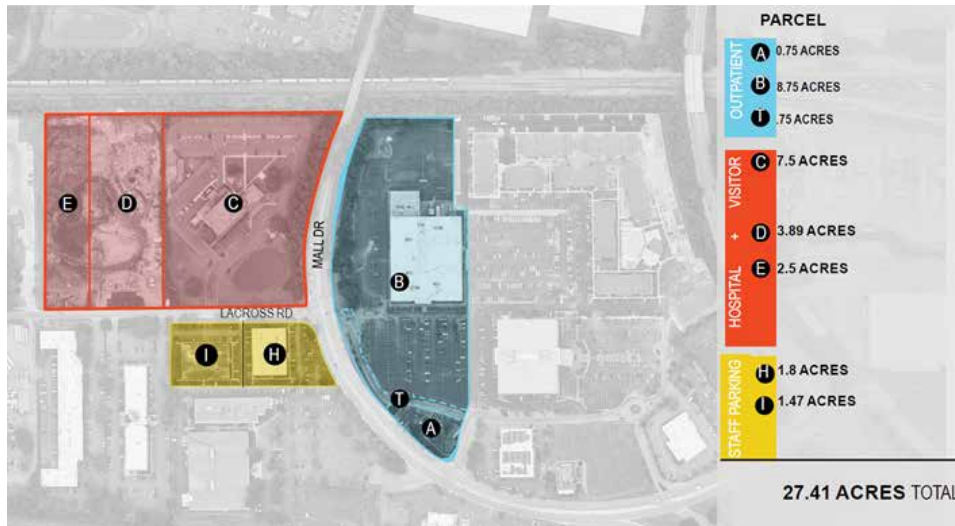 PARCEL
OUTPATIENT
A 0.75 ACRES
B 8.75 ACRES
T .75 ACRES
HOSPITAL + VISITOR
C 7.5 ACRES
D 3.89 ACRES
E 2.5 ACRES
STAFF PARKING
H 1.8 ACRES
I 1.47 ACRES
27.41 ACRES TOTAL
E
D
C
MALL DR
B
LACROSS RD
I
H
T
A